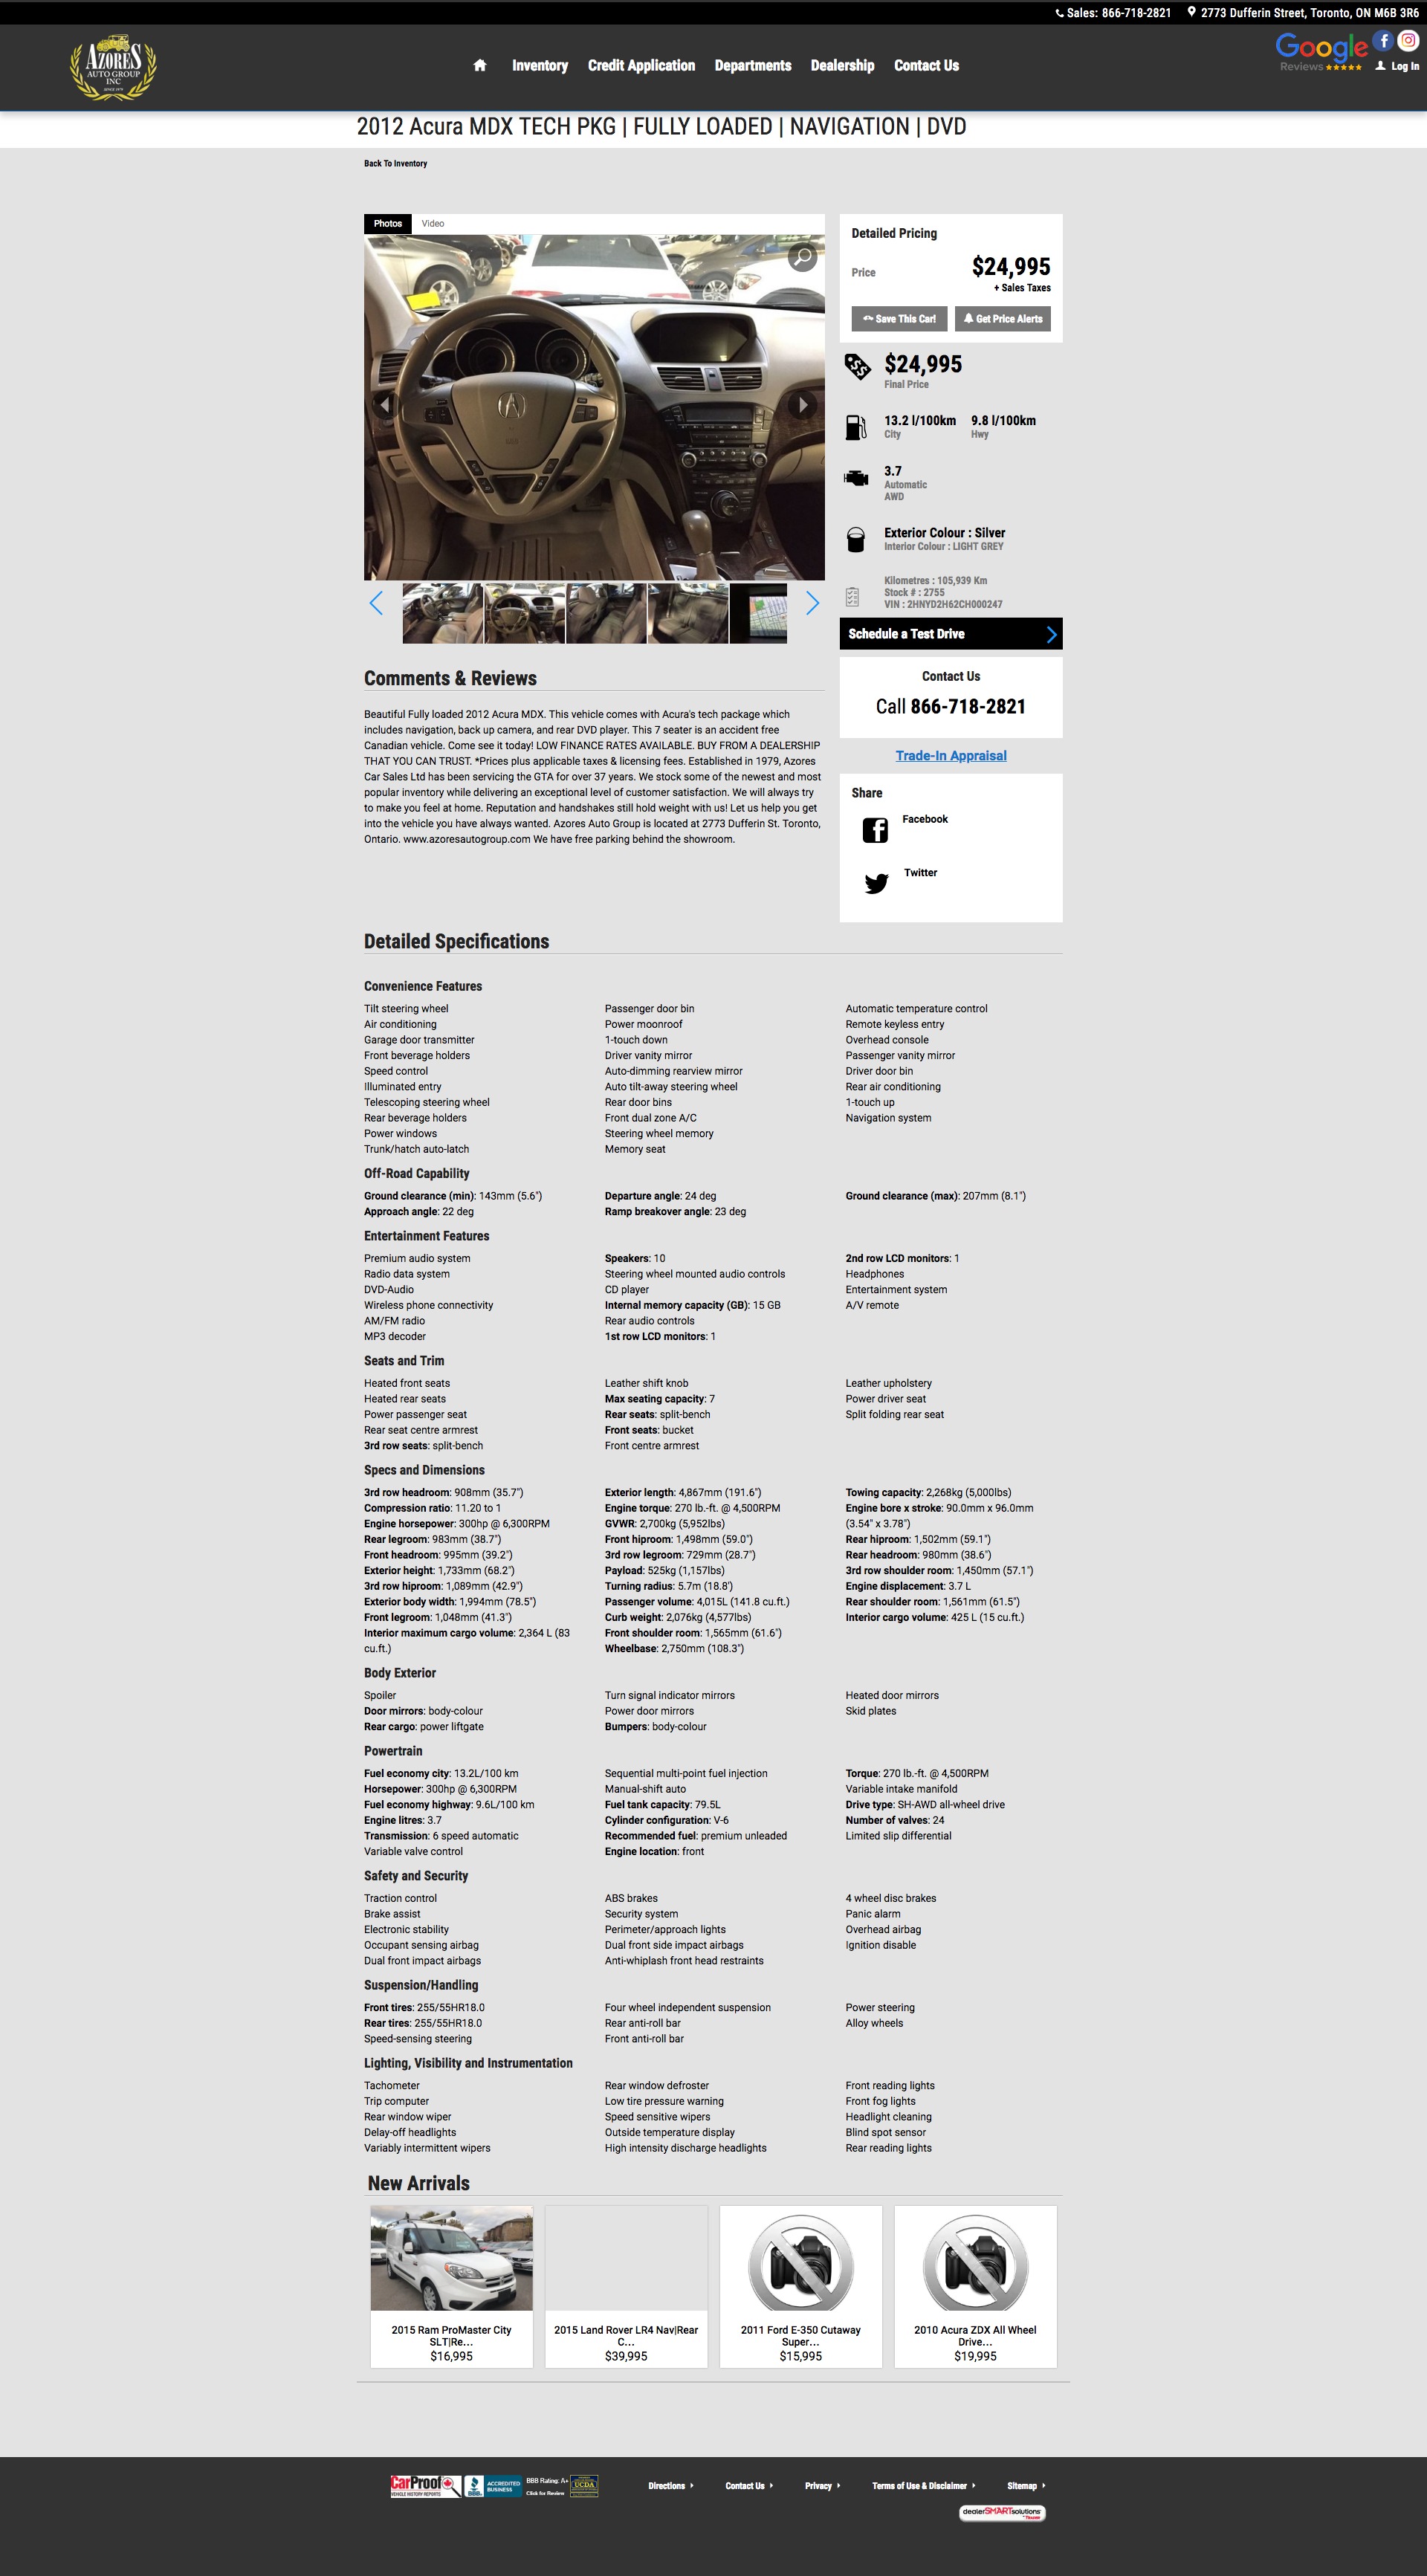 Sales: 866-718-2821 2773 Dufferin Street, Toronto, ON M6B 3R6
AZORES
AUTO GROUP
INC
SINCE 1979
Inventory Credit Application Departments Dealership Contact Us
Google
Reviews
Log In
2012 Acura MDX TECH PKG | FULLY LOADED | NAVIGATION | DVD
Back To Inventory
Photos Video
Detailed Pricing
Price $24,995
+ Sales Taxes
Save This Car! Get Price Alerts
$24,995
Final Price
13.2 l/100km 9.8 l/100km
City Hwy
3.7
Automatic
AWD
Exterior Colour : Silver
Interior Colour : LIGHT GREY
Kilometres : 105,939 Km
Stock # : 2755
VIN : 2HNYD2H62CH000247
Schedule a Test Drive
Contact Us
Call 866-718-2821
Trade-In Appraisal
Share
Facebook
Twitter
Comments & Reviews
Beautiful Fully loaded 2012 Acura MDX. This vehicle comes with Acura's tech package which
includes navigation, back up camera, and rear DVD player. This 7 seater is an accident free
Canadian vehicle. Come see it today! LOW FINANCE RATES AVAILABLE. BUY FROM A DEALERSHIP
THAT YOU CAN TRUST. *Prices plus applicable taxes & licensing fees. Established in 1979, Azores
Car Sales Ltd has been servicing the GTA for over 37 years. We stock some of the newest and most
popular inventory while delivering an exceptional level of customer satisfaction. We will always try
to make you feel at home. Reputation and handshakes still hold weight with us! Let us help you get
into the vehicle you have always wanted. Azores Auto Group is located at 2773 Dufferin St. Toronto,
Ontario. www.azoresautogroup.com We have free parking behind the showroom.
Detailed Specifications
Convenience Features
Tilt steering wheel Passenger door bin Automatic temperature control
Air conditioning Power moonroof Remote keyless entry
Garage door transmitter 1-touch down Overhead console
Front beverage holders Driver vanity mirror Passenger vanity mirror
Speed control Auto-dimming rearview mirror Driver door bin
Illuminated entry Auto tilt-away steering wheel Rear air conditioning
Telescoping steering wheel Rear door bins 1-touch up
Rear beverage holders Front dual zone A/C Navigation system
Power windows Steering wheel memory
Trunk/hatch auto-latch Memory seat
Off-Road Capability
Ground clearance (min): 143mm (5.6") Departure angle: 24 deg Ground clearance (max): 207mm (8.1")
Approach angle: 22 deg Ramp breakover angle: 23 deg
Entertainment Features
Premium audio system Speakers: 10 2nd row LCD monitors: 1
Radio data system Steering wheel mounted audio controls Headphones
DVD-Audio CD player Entertainment system
Wireless phone connectivity Internal memory capacity (GB): 15 GB A/V remote
AM/FM radio Rear audio controls
MP3 decoder 1st row LCD monitors: 1
Seats and Trim
Heated front seats Leather shift knob Leather upholstery
Heated rear seats Max seating capacity: 7 Power driver seat
Power passenger seat Rear seats: split-bench Split folding rear seat
Rear seat centre armrest Front seats: bucket
3rd row seats: split-bench Front centre armrest
Specs and Dimensions
3rd row headroom: 908mm (35.7") Exterior length: 4,867mm (191.6") Towing capacity: 2,268kg (5,000lbs)
Compression ratio: 11.20 to 1 Engine torque: 270 lb.-ft. @ 4,500RPM Engine bore x stroke: 90.0mm x 96.0mm
Engine horsepower: 300hp @ 6,300RPM GVWR: 2,700kg (5,952lbs) (3.54" x 3.78")
Rear legroom: 983mm (38.7") Front hiproom: 1,498mm (59.0") Rear hiproom: 1,502mm (59.1")
Front headroom: 995mm (39.2") 3rd row legroom: 729mm (28.7") Rear headroom: 980mm (38.6")
Exterior height: 1,733mm (68.2") Payload: 525kg (1,157lbs) 3rd row shoulder room: 1,450mm (57.1")
3rd row hiproom: 1,089mm (42.9") Turning radius: 5.7m (18.8') Engine displacement: 3.7 L
Exterior body width: 1,994mm (78.5") Passenger volume: 4,015L (141.8 cu.ft.) Rear shoulder room: 1,561mm (61.5")
Front legroom: 1,048mm (41.3") Curb weight: 2,076kg (4,577lbs) Interior cargo volume: 425 L (15 cu.ft.)
Interior maximum cargo volume: 2,364 L (83 Front shoulder room: 1,565mm (61.6")
cu.ft.) Wheelbase: 2,750mm (108.3")
Body Exterior
Spoiler Turn signal indicator mirrors Heated door mirrors
Door mirrors: body-colour Power door mirrors Skid plates
Rear cargo: power liftgate Bumpers: body-colour
Powertrain
Fuel economy city: 13.2L/100 km Sequential multi-point fuel injection Torque: 270 lb.-ft. @ 4,500RPM
Horsepower: 300hp @ 6,300RPM Manual-shift auto Variable intake manifold
Fuel economy highway: 9.6L/100 km Fuel tank capacity: 79.5L Drive type: SH-AWD all-wheel drive
Engine litres: 3.7 Cylinder configuration: V-6 Number of valves: 24
Transmission: 6 speed automatic Recommended fuel: premium unleaded Limited slip differential
Variable valve control Engine location: front
Safety and Security
Traction control ABS brakes 4 wheel disc brakes
Brake assist Security system Panic alarm
Electronic stability Perimeter/approach lights Overhead airbag
Occupant sensing airbag Dual front side impact airbags Ignition disable
Dual front impact airbags Anti-whiplash front head restraints
Suspension/Handling
Front tires: 255/55HR18.0 Four wheel independent suspension Power steering
Rear tires: 255/55HR18.0 Rear anti-roll bar Alloy wheels
Speed-sensing steering Front anti-roll bar
Lighting, Visibility and Instrumentation
Tachometer Rear window defroster Front reading lights
Trip computer Low tire pressure warning Front fog lights
Rear window wiper Speed sensitive wipers Headlight cleaning
Delay-off headlights Outside temperature display Blind spot sensor
Variably intermittent wipers High intensity discharge headlights Rear reading lights
New Arrivals
2015 Ram ProMaster City 2015 Land Rover LR4 Nav|Rear 2011 Ford E-350 Cutaway 2010 Acura ZDX All Wheel
SLT|Re... C... Super... Drive...
$16,995 $39,995 $15,995 $19,995
CarProof
VEHICLE HISTORY REPORTS
BBB
ACCREDITED
BUSINESS
BBB Rating: A+
Click for Review
UCDA
Directions Contact Us Privacy Terms of Use & Disclaimer Sitemap
dealerSMARTsolutions